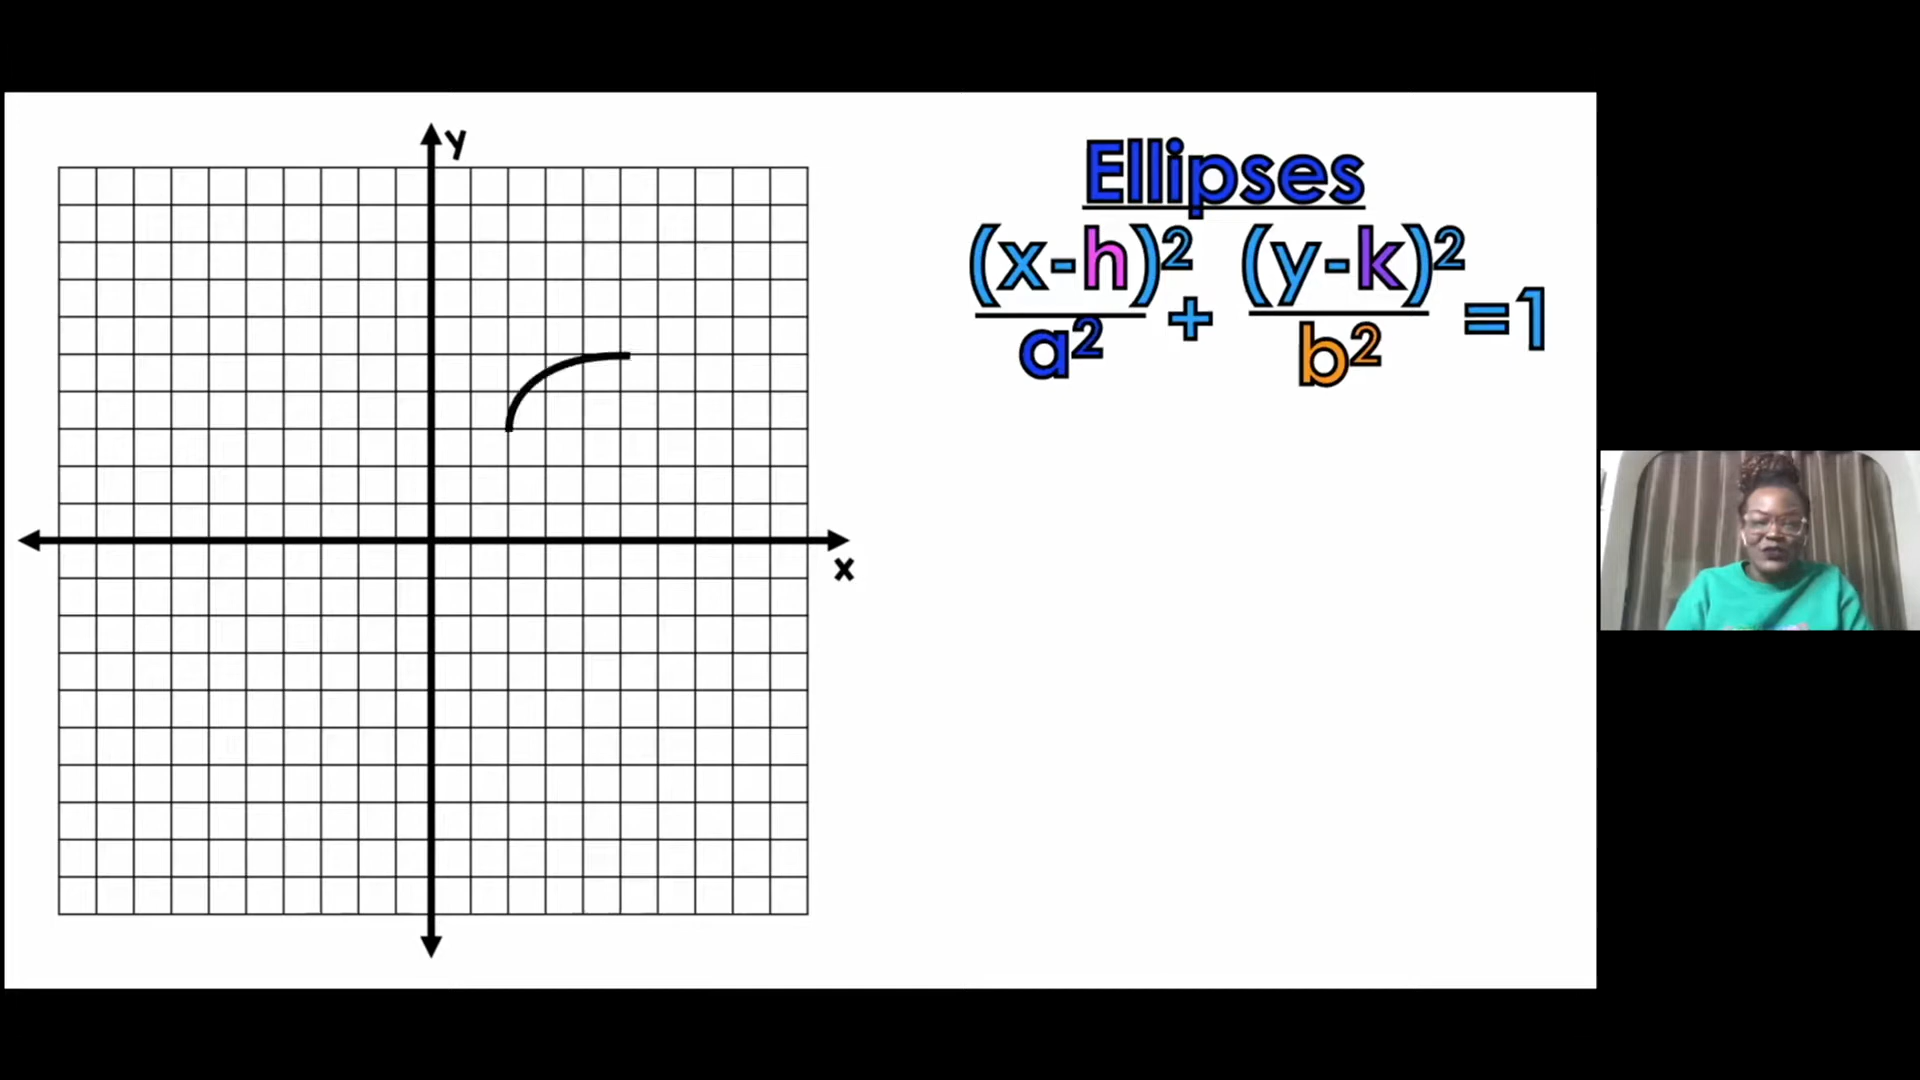 y
x
Ellipses
(x-h)² + (y-k)² =1
a² b²